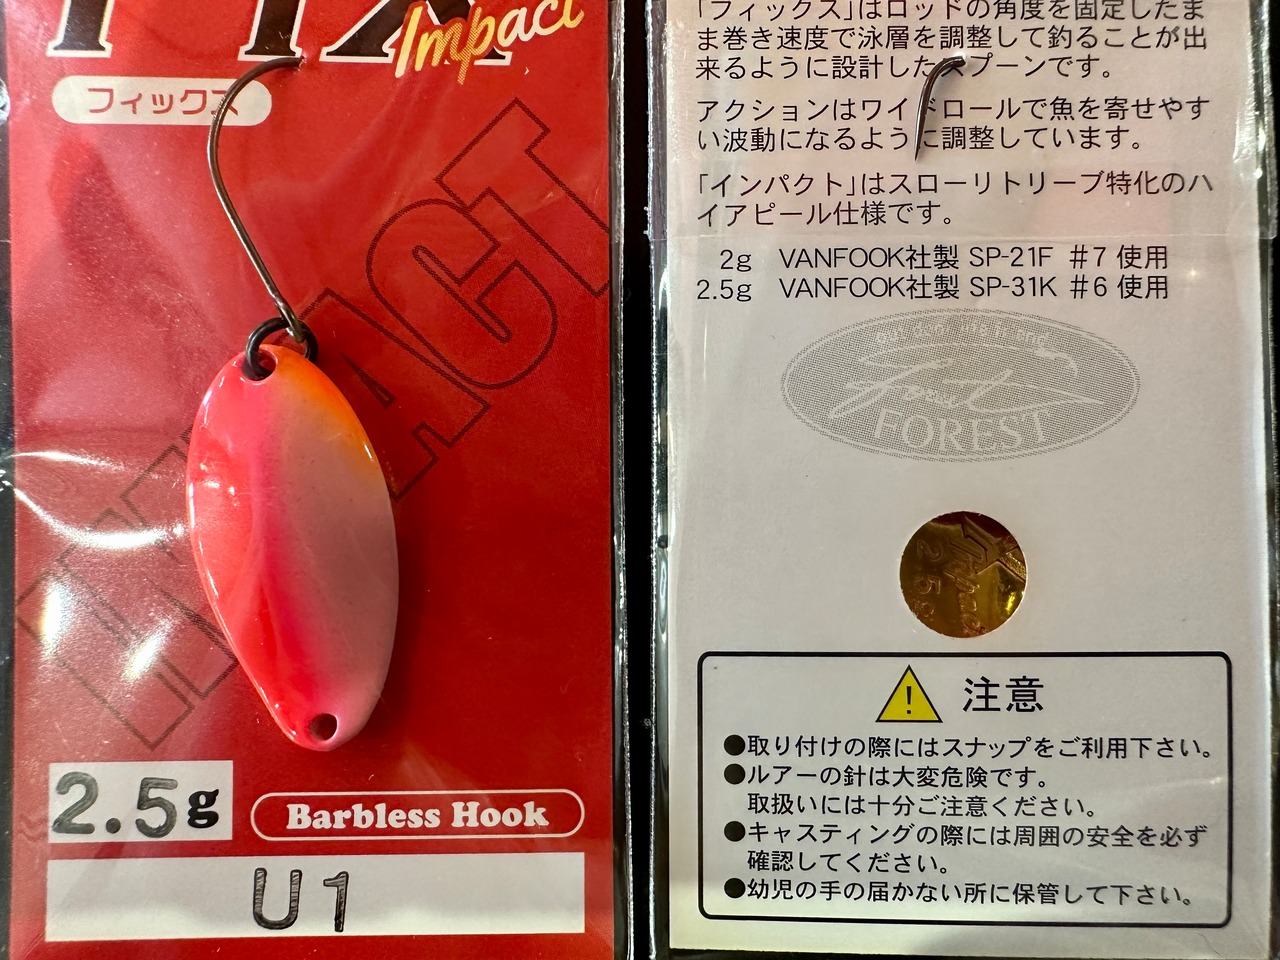 FIX
Impact
フィックス
IMPACT
2.5g
Barbless Hook
U1
「フィックス」はロッドの角度を固定したま
ま巻き速度で泳層を調整して釣ることが出
来るように設計したスプーンです。
アクションはワイドロールで魚を寄せやす
い波動になるように調整しています。
「インパクト」はスローリトリーブ特化のハ
イアピール仕様です。
2g VANFOOK社製 SP-21F #7 使用
2.5g VANFOOK社製 SP-31K #6 使用
FOREST
Impact
2.5g
注意
●取り付けの際にはスナップをご利用下さい。
●ルアーの針は大変危険です。
取扱いには十分ご注意ください。
●キャスティングの際には周囲の安全を必ず
確認してください。
●幼児の手の届かない所に保管して下さい。